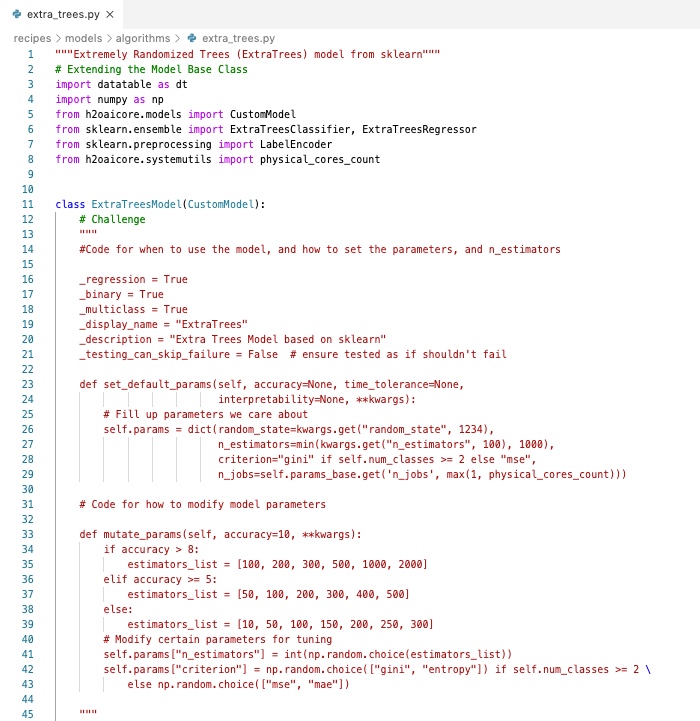 extra_trees.py ×
recipes > models > algorithms > extra_trees.py
1 """Extremely Randomized Trees (ExtraTrees) model from sklearn"""
2 # Extending the Model Base Class
3 import datatable as dt
4 import numpy as np
5 from h2oaicore.models import CustomModel
6 from sklearn.ensemble import ExtraTreesClassifier, ExtraTreesRegressor
7 from sklearn.preprocessing import LabelEncoder
8 from h2oaicore.systemutils import physical_cores_count
9
10
11 class ExtraTreesModel(CustomModel):
12     # Challenge
13     """
14     #Code for when to use the model, and how to set the parameters, and n_estimators
15
16     _regression = True
17     _binary = True
18     _multiclass = True
19     _display_name = "ExtraTrees"
20     _description = "Extra Trees Model based on sklearn"
21     _testing_can_skip_failure = False  # ensure tested as if shouldn't fail
22
23     def set_default_params(self, accuracy=None, time_tolerance=None,
24                            interpretability=None, **kwargs):
25         # Fill up parameters we care about
26         self.params = dict(random_state=kwargs.get("random_state", 1234),
27                            n_estimators=min(kwargs.get("n_estimators", 100), 1000),
28                            criterion="gini" if self.num_classes >= 2 else "mse",
29                            n_jobs=self.params_base.get('n_jobs', max(1, physical_cores_count)))
30
31     # Code for how to modify model parameters
32
33     def mutate_params(self, accuracy=10, **kwargs):
34         if accuracy > 8:
35             estimators_list = [100, 200, 300, 500, 1000, 2000]
36         elif accuracy >= 5:
37             estimators_list = [50, 100, 200, 300, 400, 500]
38         else:
39             estimators_list = [10, 50, 100, 150, 200, 250, 300]
40         # Modify certain parameters for tuning
41         self.params["n_estimators"] = int(np.random.choice(estimators_list))
42         self.params["criterion"] = np.random.choice(["gini", "entropy"]) if self.num_classes >= 2 \
43             else np.random.choice(["mse", "mae"])
44
45     """